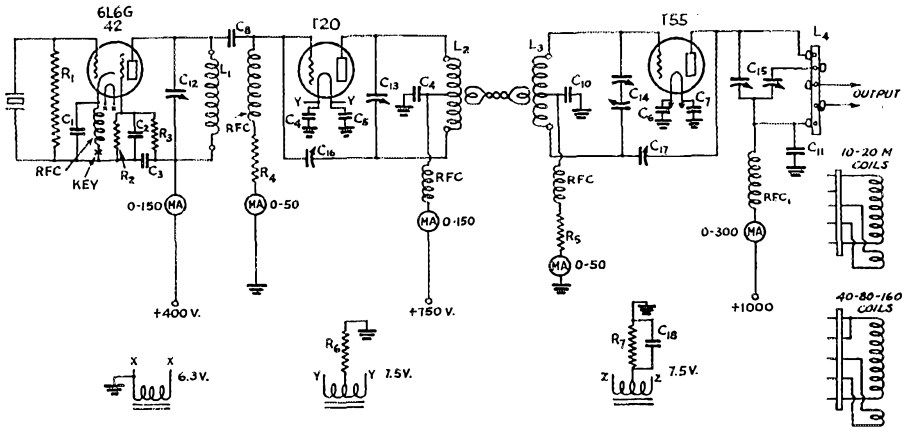 6L6G
42
T20
T55
C8
L1
L2
L3
L4
R1
C12
C13
C4
C10
C14
C15
C1
C2
R3
RFC
Y Y
C4
C5
C6
C7
OUTPUT
RFC
KEY
R2
C3
R4
C16
C17
C11
RFC
RFC
RFC1
10-20 M
COILS
0-150 MA
MA 0-50
MA 0-150
R5
MA 0-50
0-300 MA
+400 V.
+750 V.
+1000
40-80-160
COILS
X X
6.3V.
R6
Y Y 7.5V.
R7
C18
Z Z 7.5V.